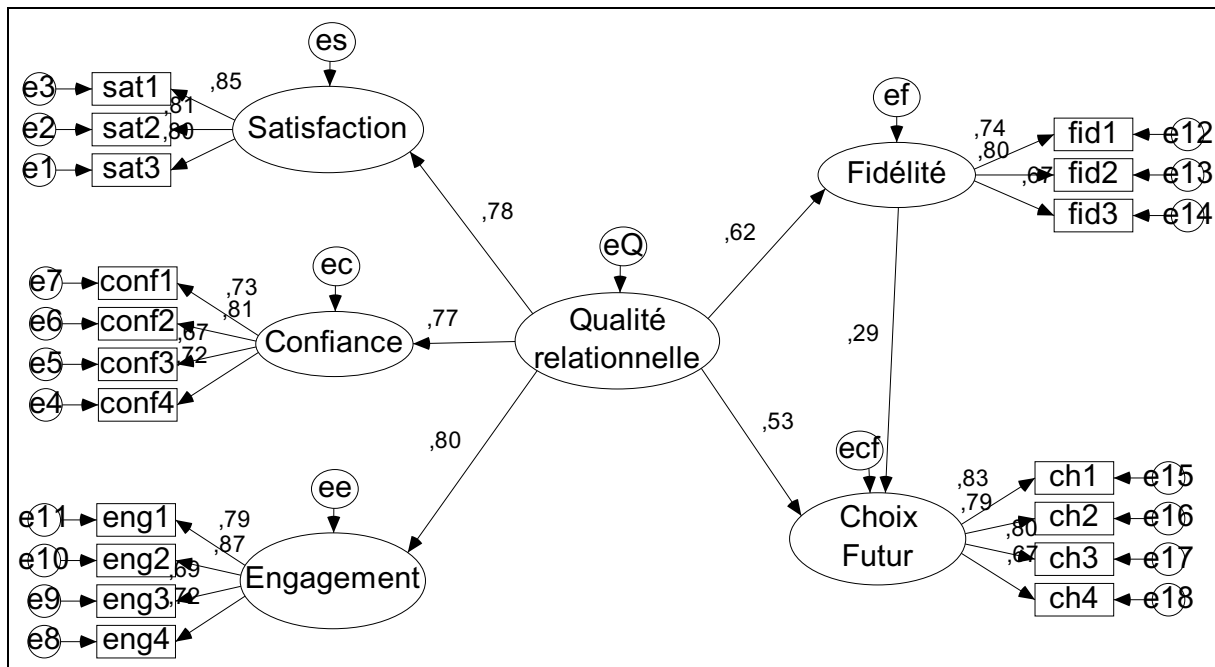 es
e3
sat1
,85
e2
sat2
,81
e1
sat3
,80
Satisfaction
,78
e7
conf1
,73
e6
conf2
,81
e5
conf3
,67
e4
conf4
,72
ec
Confiance
,77
e11
eng1
,79
e10
eng2
,87
e9
eng3
,69
e8
eng4
,72
ee
Engagement
,80
eQ
Qualité
relationnelle
,62
,53
ef
Fidélité
,74
fid1
e12
,80
fid2
e13
,67
fid3
e14
,29
ecf
Choix
Futur
,83
ch1
e15
,79
ch2
e16
,80
ch3
e17
,67
ch4
e18